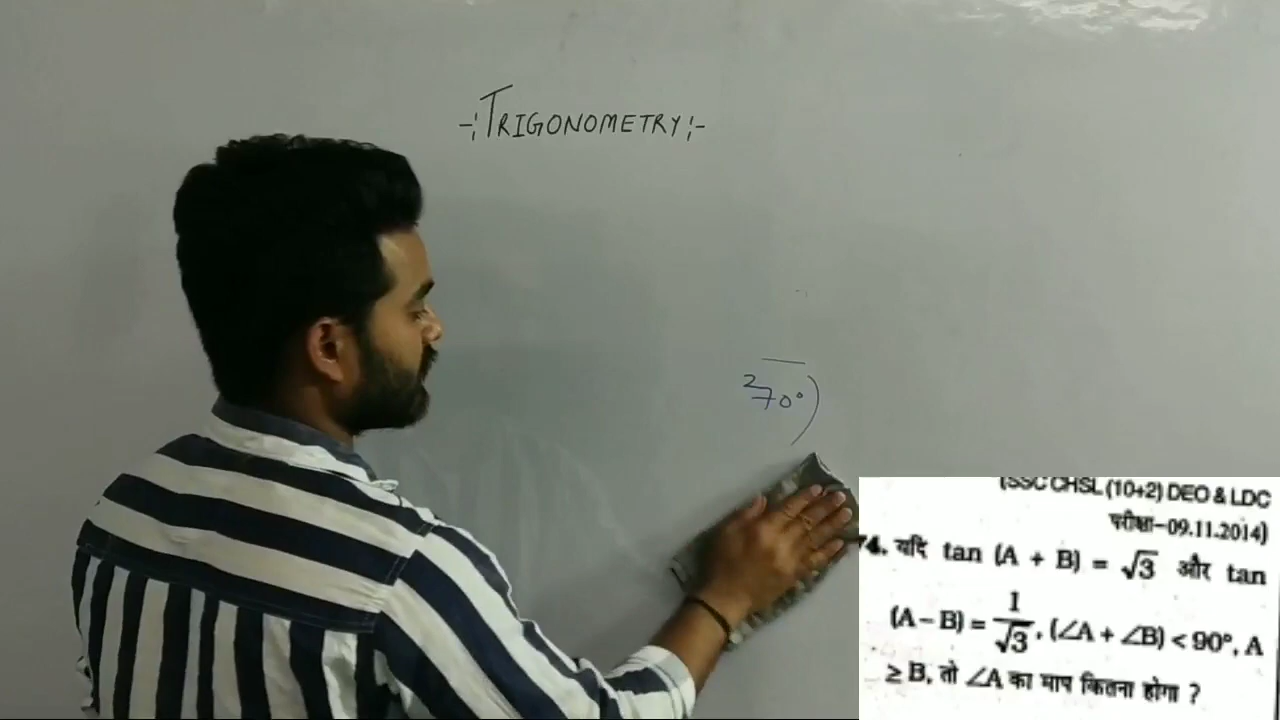 -:TRIGONOMETRY:-
270°)
(SSC CHSL (10+2) DEO & LDC
परीक्षा-09.11.2014)
74. यदि tan (A + B) = √3 और tan
(A - B) = 1/√3, (∠A + ∠B) < 90°, A
≥ B, तो ∠A का माप कितना होगा ?